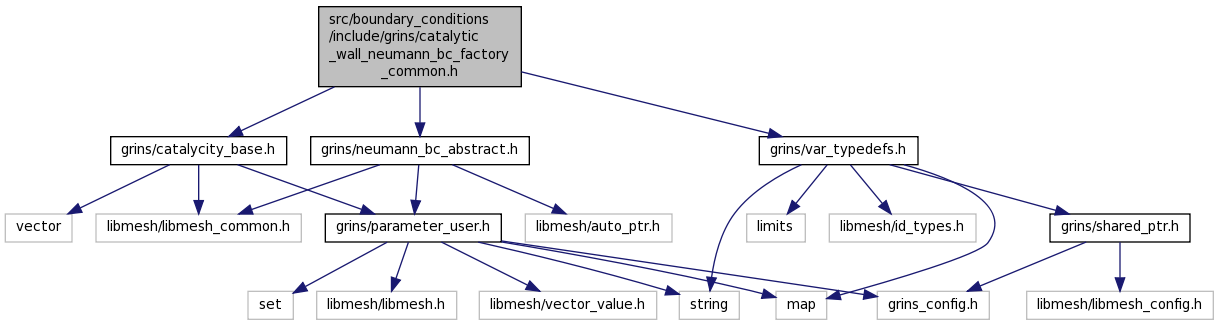 src/boundary_conditions
/include/grins/catalytic
_wall_neumann_bc_factory
_common.h
grins/catalycity_base.h
grins/neumann_bc_abstract.h
grins/var_typedefs.h
vector
libmesh/libmesh_common.h
grins/parameter_user.h
libmesh/auto_ptr.h
limits
libmesh/id_types.h
grins/shared_ptr.h
set
libmesh/libmesh.h
libmesh/vector_value.h
string
map
grins_config.h
libmesh/libmesh_config.h